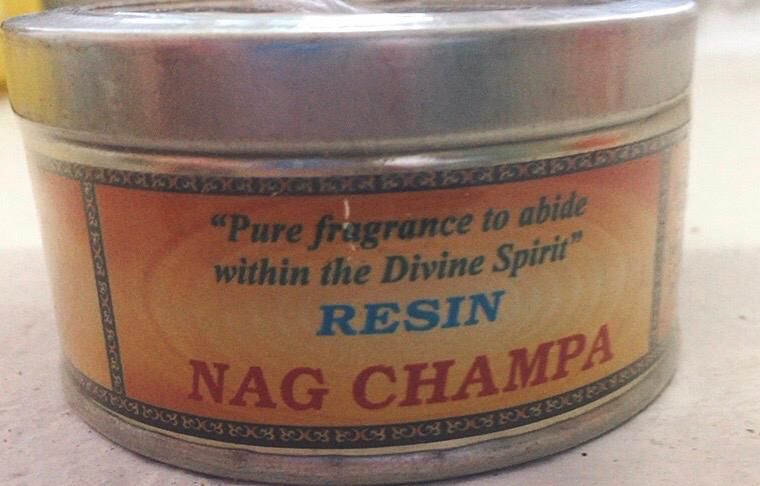 “Pure fragrance to abide
within the Divine Spirit”
RESIN
NAG CHAMPA